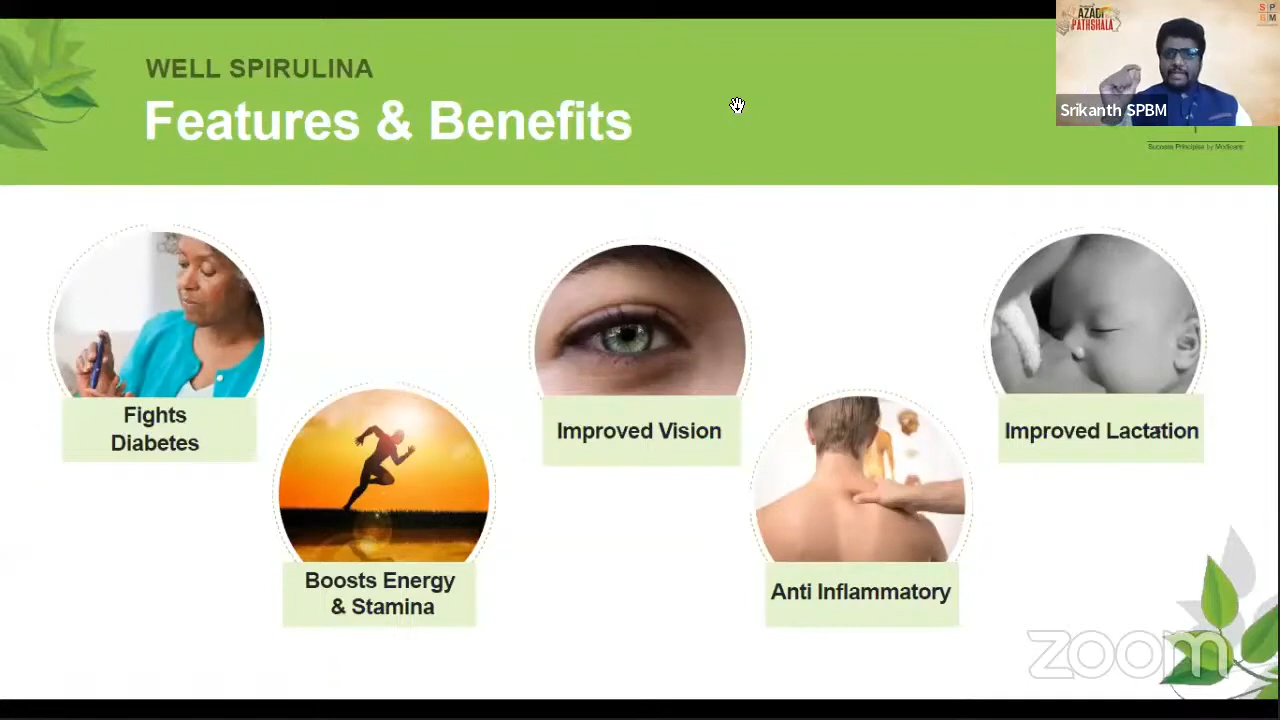 WELL SPIRULINA
Features & Benefits
AZADI
PATHSHALA
S P
B M
Srikanth SPBM
Success Principles by Modicare
Fights
Diabetes
Boosts Energy
& Stamina
Improved Vision
Anti Inflammatory
Improved Lactation
zoom